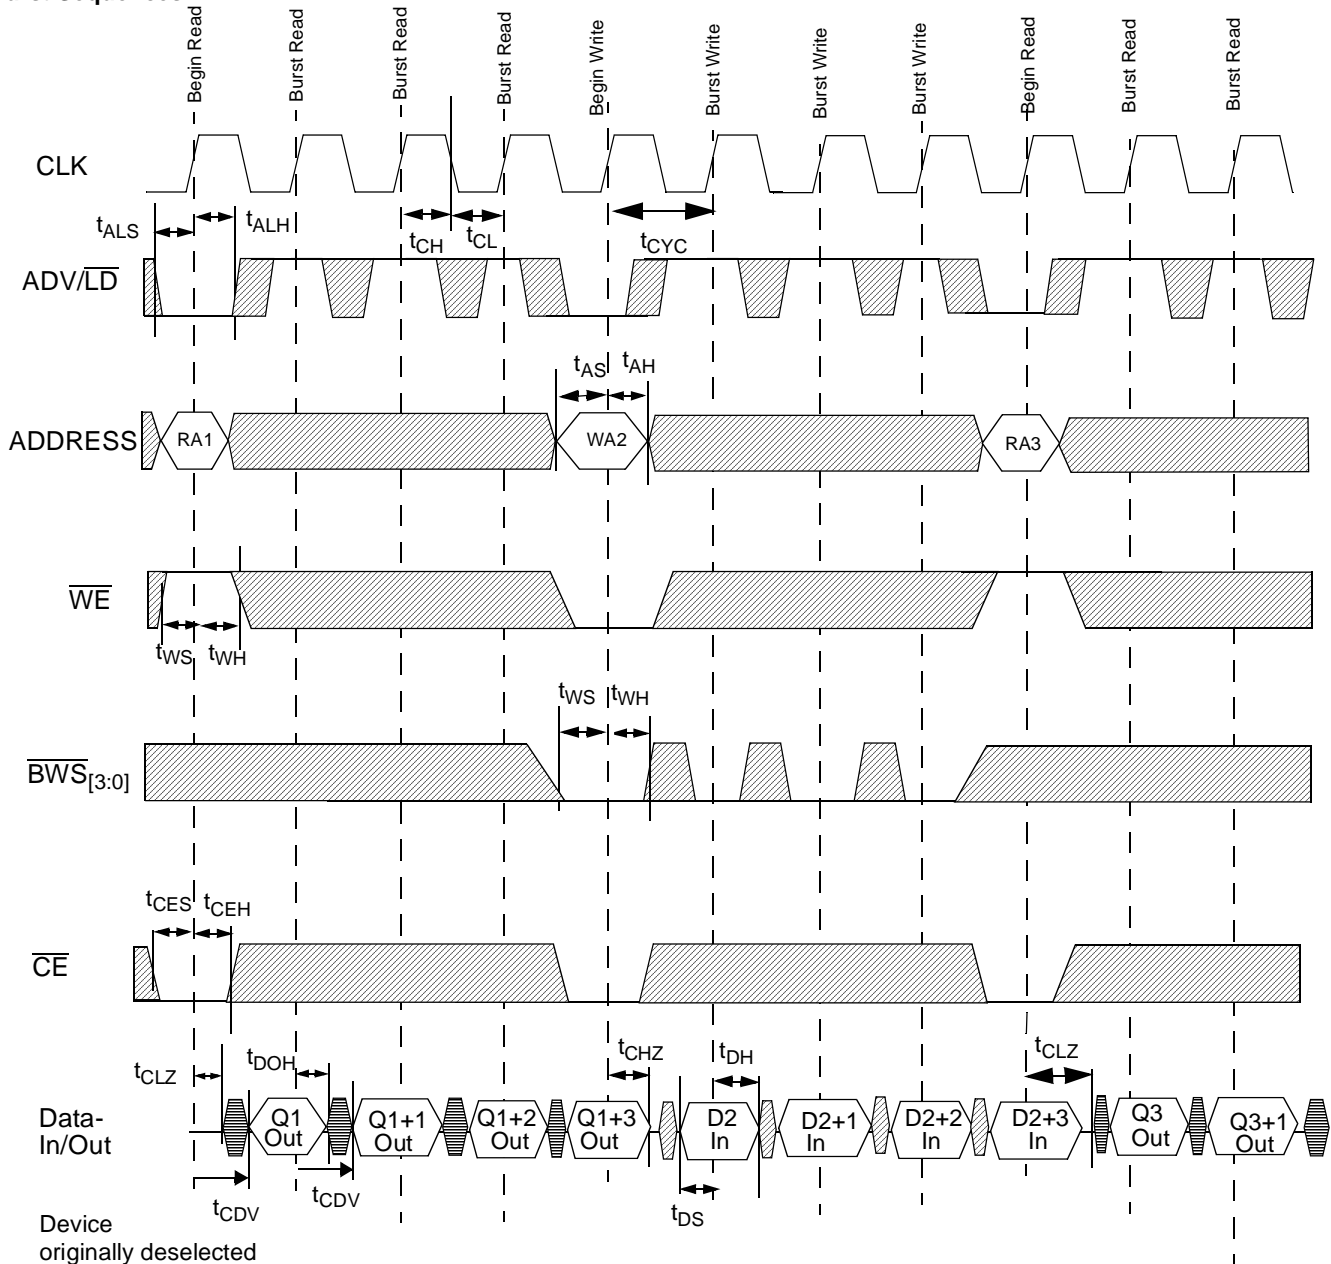 Begin Read
Burst Read
Burst Read
Burst Read
Begin Write
Burst Write
Burst Write
Burst Write
Begin Read
Burst Read
Burst Read
CLK
tALS
tALH
tCH
tCL
tCYC
ADV/LD
tAS
tAH
ADDRESS
RA1
WA2
RA3
WE
tWS
tWH
tWS
tWH
BWS[3:0]
tCES
tCEH
CE
tCLZ
tDOH
tCHZ
tDH
tCLZ
Data-
In/Out
Q1
Out
Q1+1
Out
Q1+2
Out
Q1+3
Out
D2
In
D2+1
In
D2+2
In
D2+3
In
Q3
Out
Q3+1
Out
tCDV
tCDV
tDS
Device
originally deselected